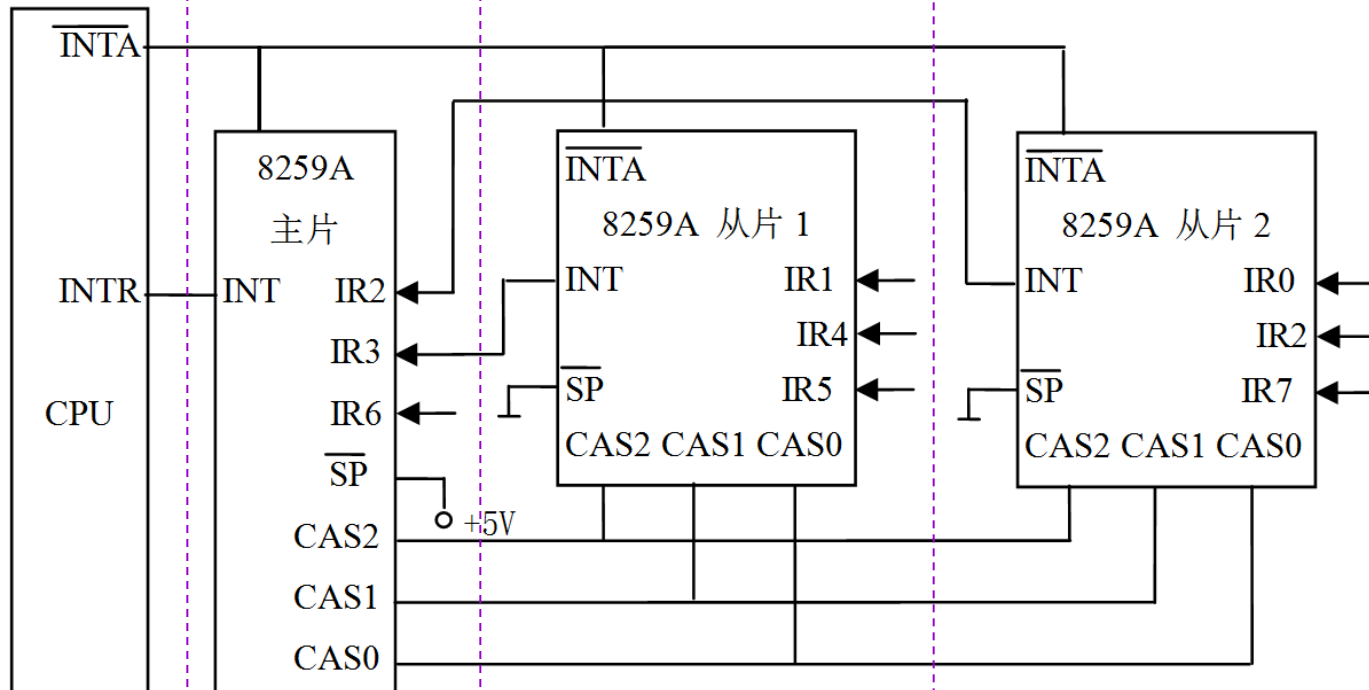 INTA
INTR
CPU
8259A
主片
INT
IR2
IR3
IR6
SP
+5V
CAS2
CAS1
CAS0
INTA
8259A 从片 1
INT
IR1
IR4
SP
IR5
CAS2 CAS1 CAS0
INTA
8259A 从片 2
INT
IR0
IR2
SP
IR7
CAS2 CAS1 CAS0